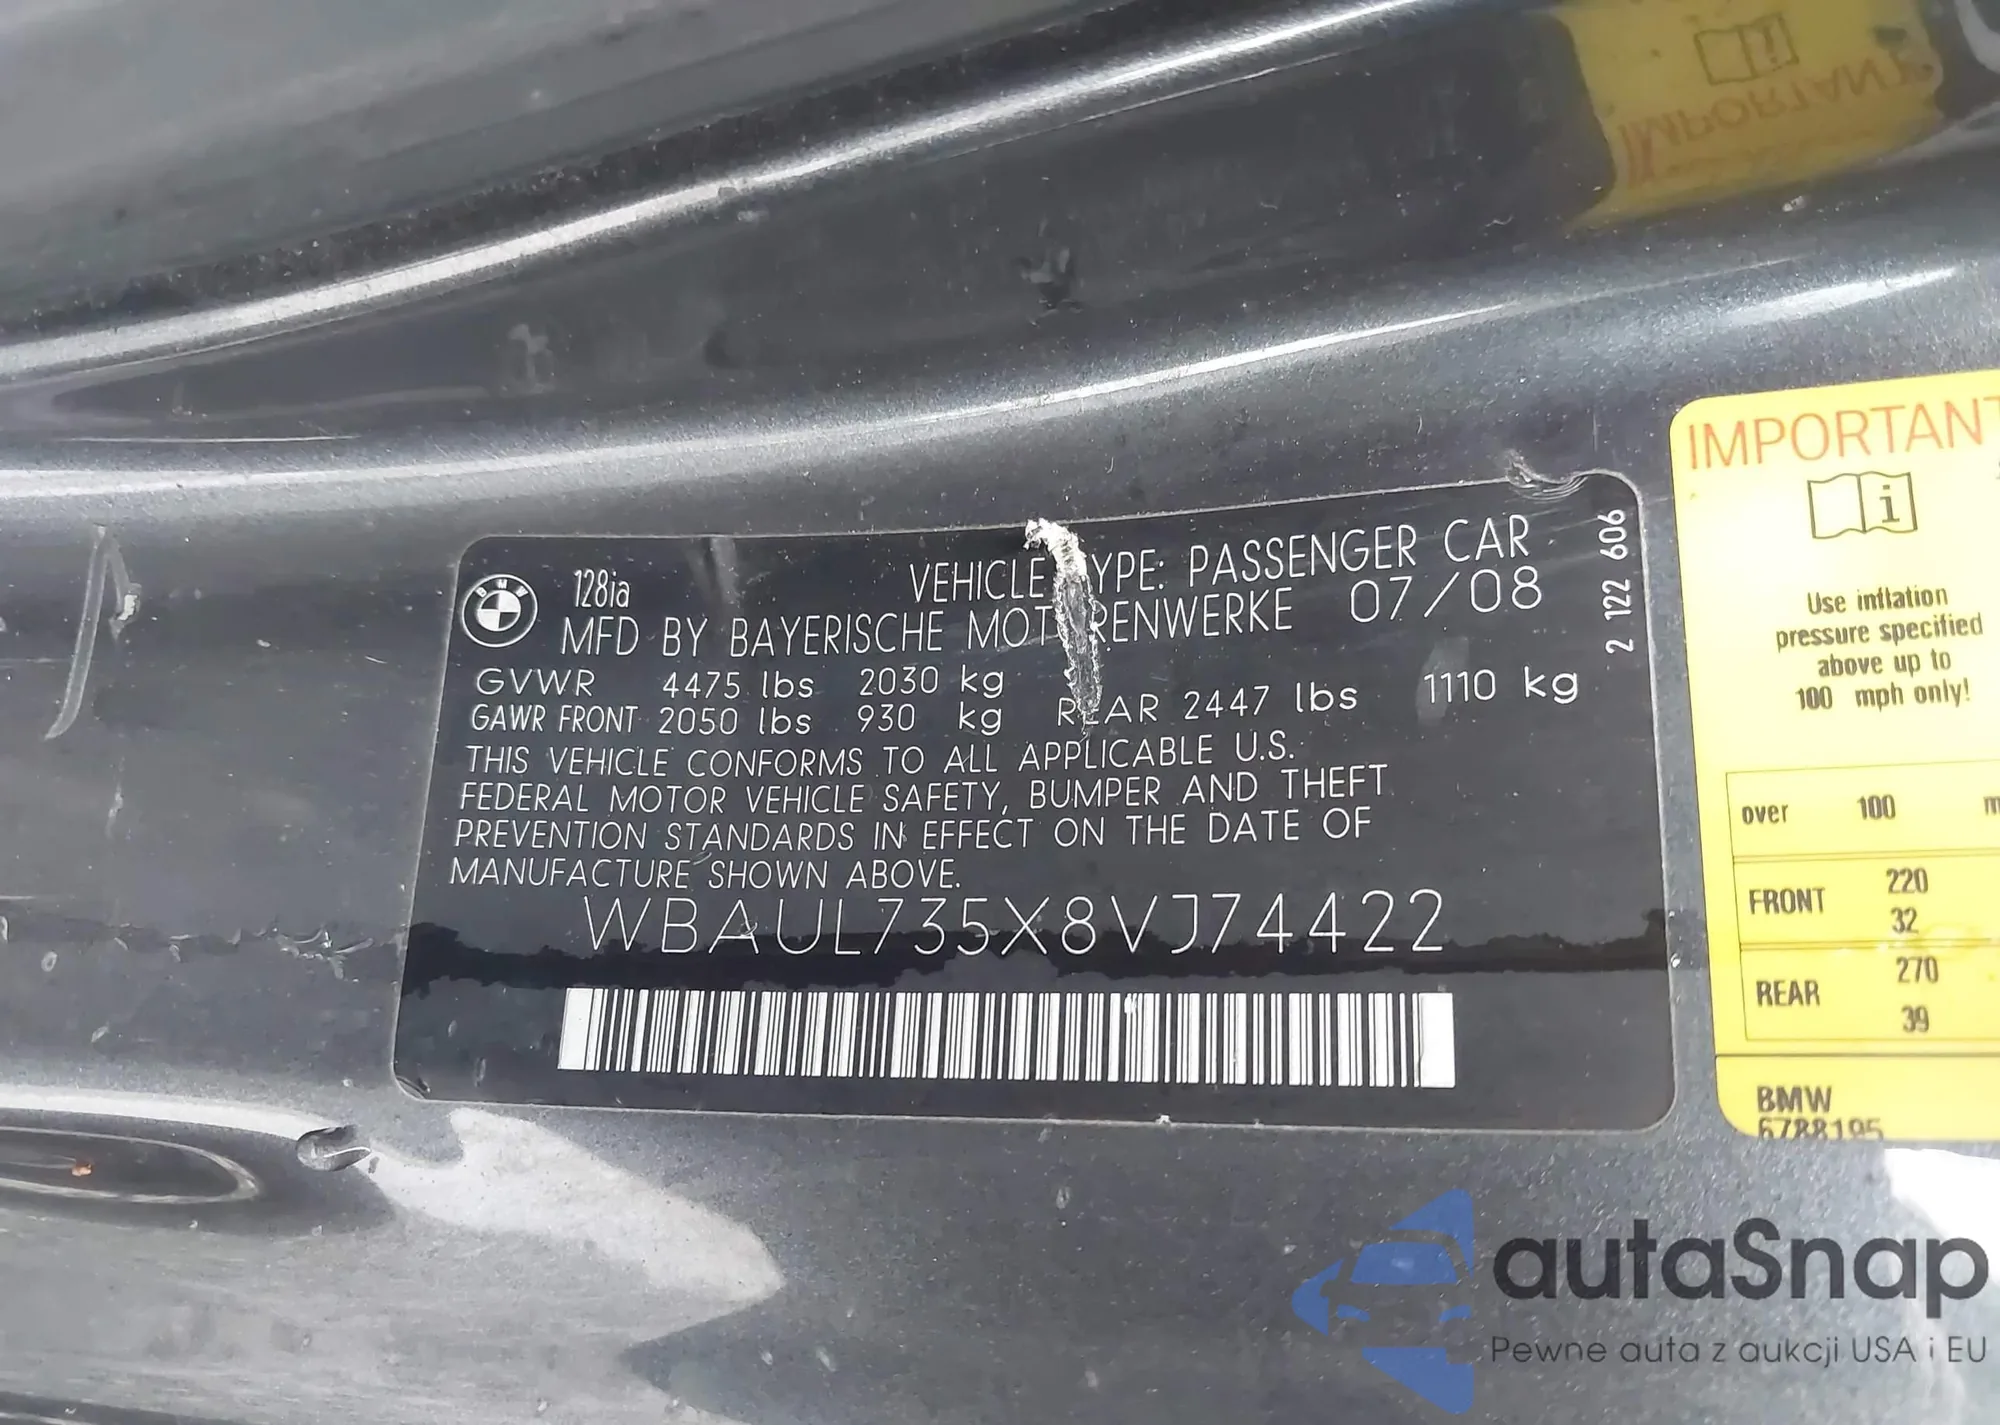 IMPORTANT
128ia
VEHICLE TYPE: PASSENGER CAR
MFD BY BAYERISCHE MOTORENWERKE 07/08
GVWR 4475 lbs 2030 kg
GAWR FRONT 2050 lbs 930 kg REAR 2447 lbs 1110 kg
THIS VEHICLE CONFORMS TO ALL APPLICABLE U.S.
FEDERAL MOTOR VEHICLE SAFETY, BUMPER AND THEFT
PREVENTION STANDARDS IN EFFECT ON THE DATE OF
MANUFACTURE SHOWN ABOVE.
WBAUL735X8VJ74422
2 122 606
IMPORTANT
Use inflation
pressure specified
above up to
100 mph only!
over 100 m
FRONT 220
32
REAR 270
39
BMW
6788195
autaSnap
Pewne auta z aukcji USA i EU